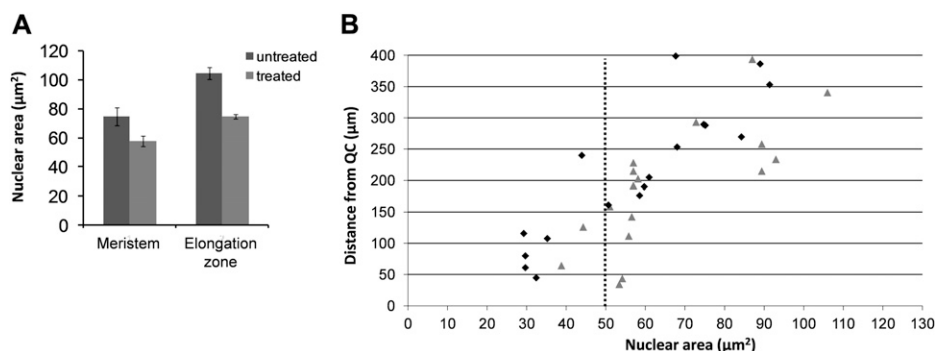 A
Nuclear area (μm²)
120
100
80
60
40
20
0
Meristem
Elongation
zone
untreated
treated
B
Distance from QC (μm)
400
350
300
250
200
150
100
50
0
0 10 20 30 40 50 60 70 80 90 100 110 120 130
Nuclear area (μm²)